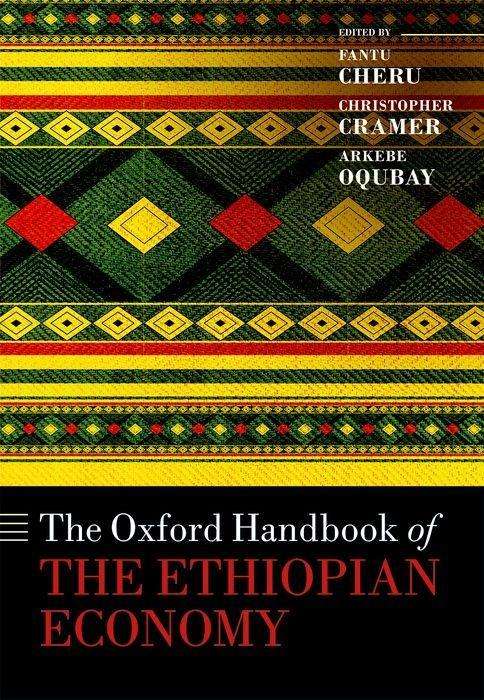 EDITED BY
FANTU
CHERU
CHRISTOPHER
CRAMER
ARKEBE
OQUBAY
The Oxford Handbook of
THE ETHIOPIAN
ECONOMY